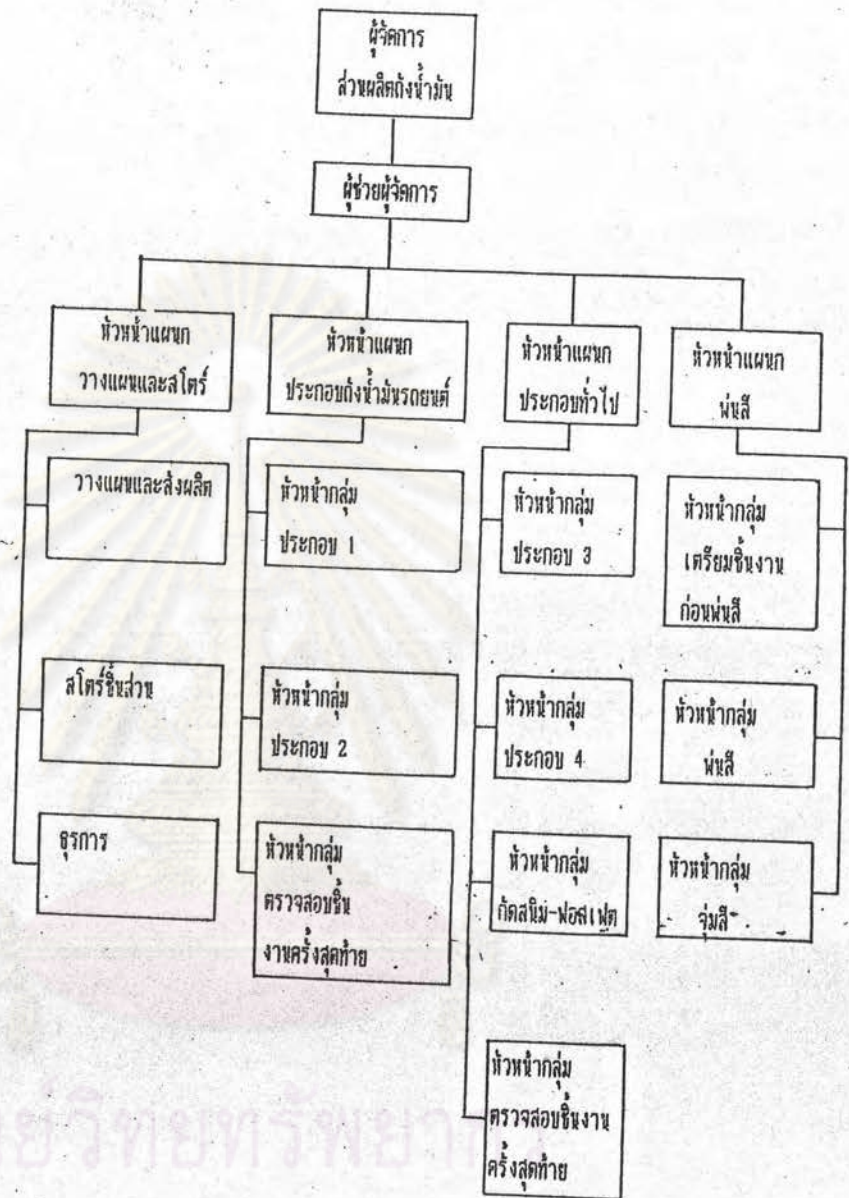 ผู้จัดการ
ส่วนผลิตถังน้ำมัน
ผู้ช่วยผู้จัดการ
หัวหน้าแผนก
วางแผนและสโตร์
หัวหน้าแผนก
ประกอบถังน้ำมันรถยนต์
หัวหน้าแผนก
ประกอบทั่วไป
หัวหน้าแผนก
พ่นสี
วางแผนและสั่งผลิต
สโตร์ชิ้นส่วน
ธุรการ
หัวหน้ากลุ่ม
ประกอบ 1
หัวหน้ากลุ่ม
ประกอบ 2
หัวหน้ากลุ่ม
ตรวจสอบชิ้น
งานครั้งสุดท้าย
หัวหน้ากลุ่ม
ประกอบ 3
หัวหน้ากลุ่ม
ประกอบ 4
หัวหน้ากลุ่ม
กัดสนิม-ฟอสเฟต
หัวหน้ากลุ่ม
ตรวจสอบชิ้นงาน
ครั้งสุดท้าย
หัวหน้ากลุ่ม
เตรียมชิ้นงาน
ก่อนพ่นสี
หัวหน้ากลุ่ม
พ่นสี
หัวหน้ากลุ่ม
จุ่มสี
วิทยทรัพยากร